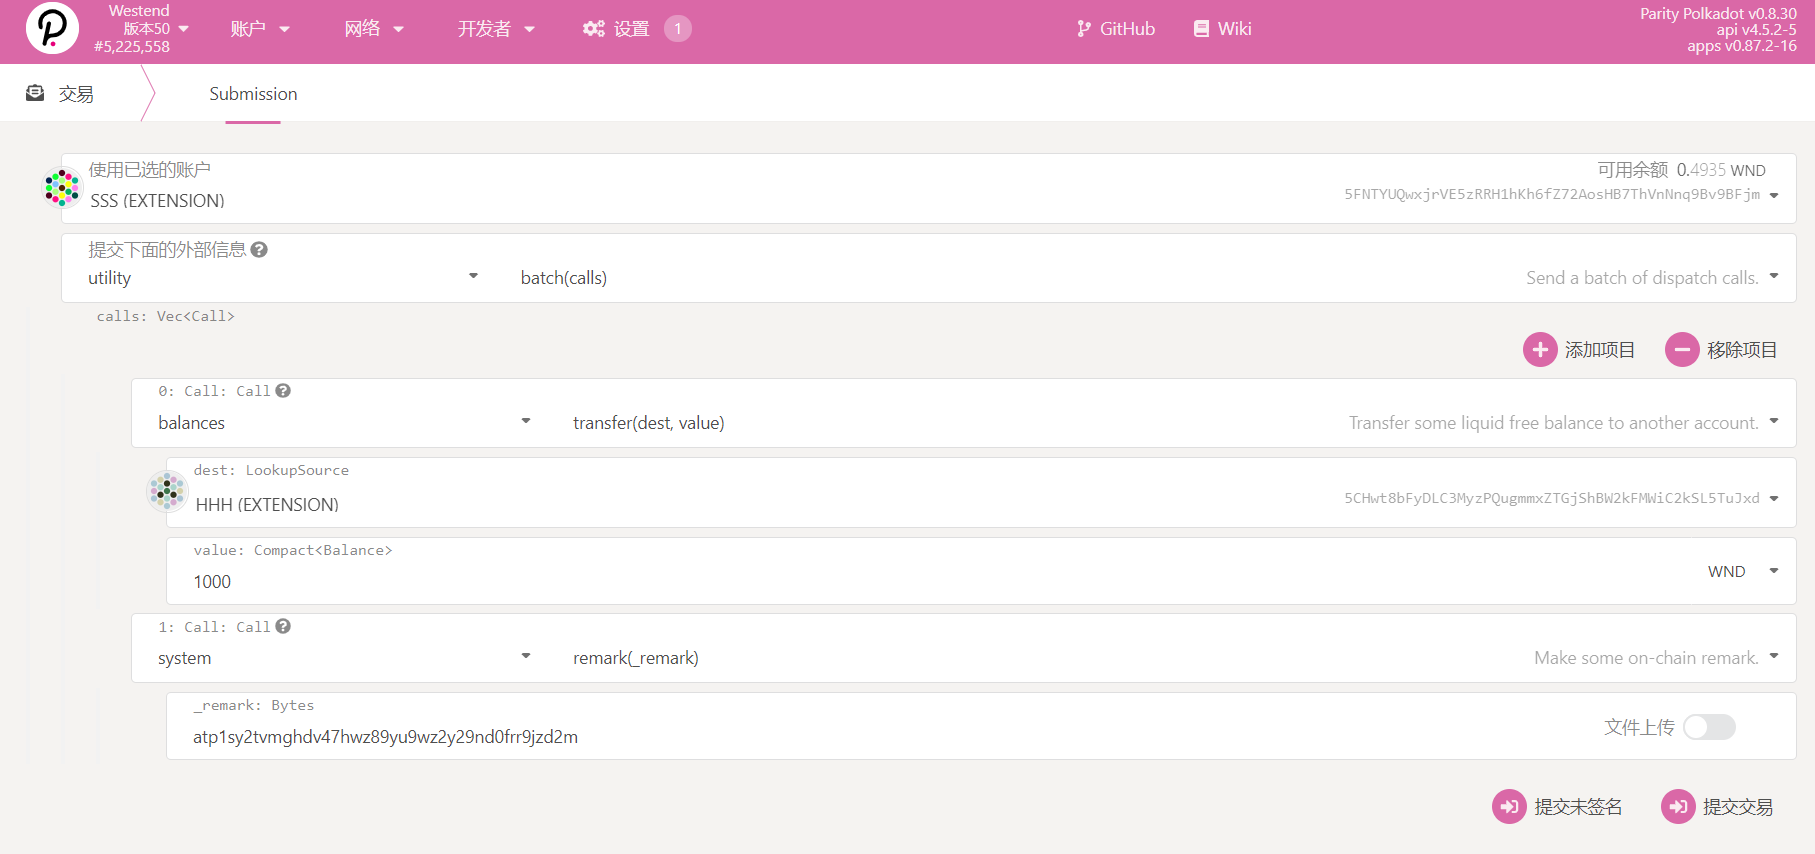 Westend
版本50
#5,225,558
账户
网络
开发者
设置
1
GitHub
Wiki
Parity Polkadot v0.8.30
api v4.5.2-5
apps v0.87.2-16
交易
Submission
使用已选的账户
SSS (EXTENSION)
可用余额 0.4935 WND
5FNTYUQwxjrVE5zRRH1hKh6fZ72AosHB7ThVnNnq9Bv9BFjm
提交下面的外部信息
utility
batch(calls)
Send a batch of dispatch calls.
calls: Vec<Call>
添加项目
移除项目
0: Call: Call
balances
transfer(dest, value)
Transfer some liquid free balance to another account.
dest: LookupSource
HHH (EXTENSION)
5CHwt8bFyDLC3MyzPQugmmxZTGjShBW2kFMWiC2kSL5TuJxd
value: Compact<Balance>
1000
WND
1: Call: Call
system
remark(_remark)
Make some on-chain remark.
_remark: Bytes
atp1sy2tvmghdv47hwz89yu9wz2y29nd0frr9jzd2m
文件上传
提交未签名
提交交易